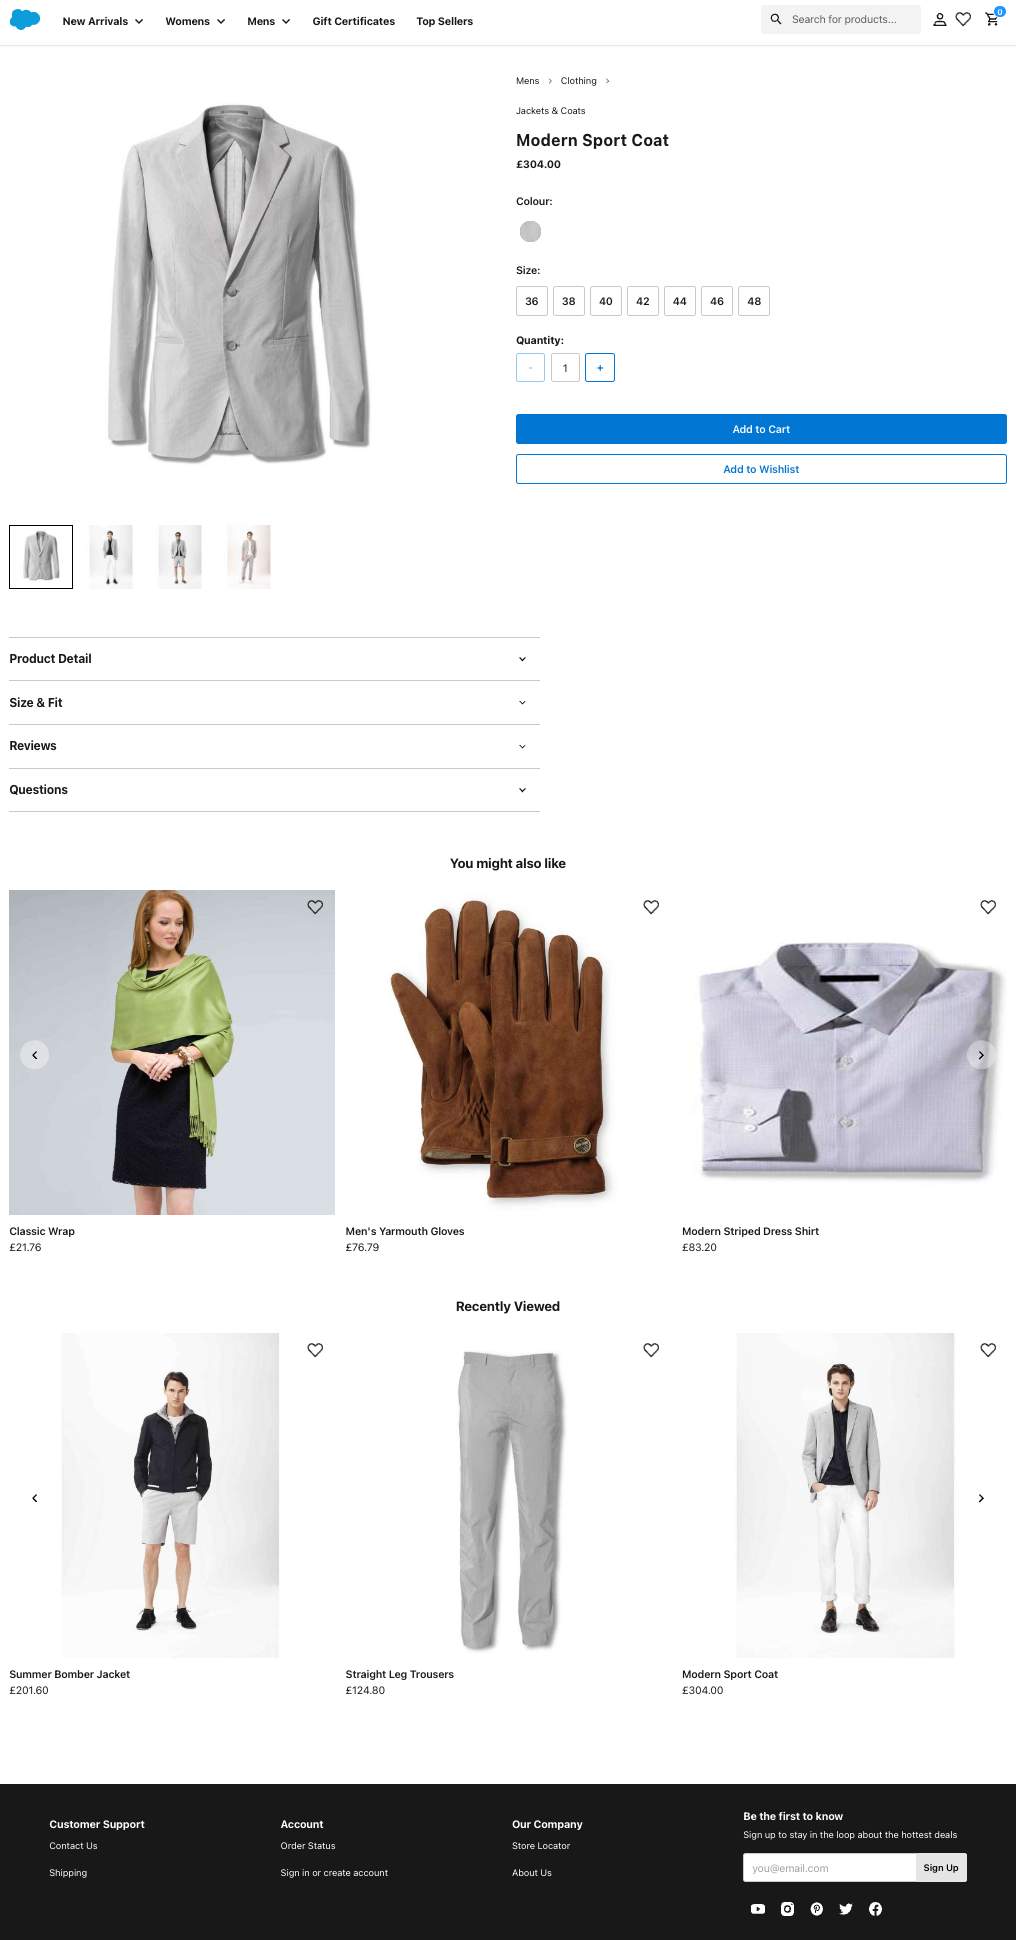 New Arrivals
Womens
Mens
Gift Certificates
Top Sellers
Search for products...
0
Mens
Clothing
Jackets & Coats
Modern Sport Coat
£304.00
Colour:
Size:
36 38 40 42 44 46 48
Quantity:
- 1 +
Add to Cart
Add to Wishlist
Product Detail
Size & Fit
Reviews
Questions
You might also like
Classic Wrap
£21.76
Men's Yarmouth Gloves
£76.79
Modern Striped Dress Shirt
£83.20
Recently Viewed
Summer Bomber Jacket
£201.60
Straight Leg Trousers
£124.80
Modern Sport Coat
£304.00
Customer Support
Contact Us
Shipping
Account
Order Status
Sign in or create account
Our Company
Store Locator
About Us
Be the first to know
Sign up to stay in the loop about the hottest deals
you@email.com
Sign Up